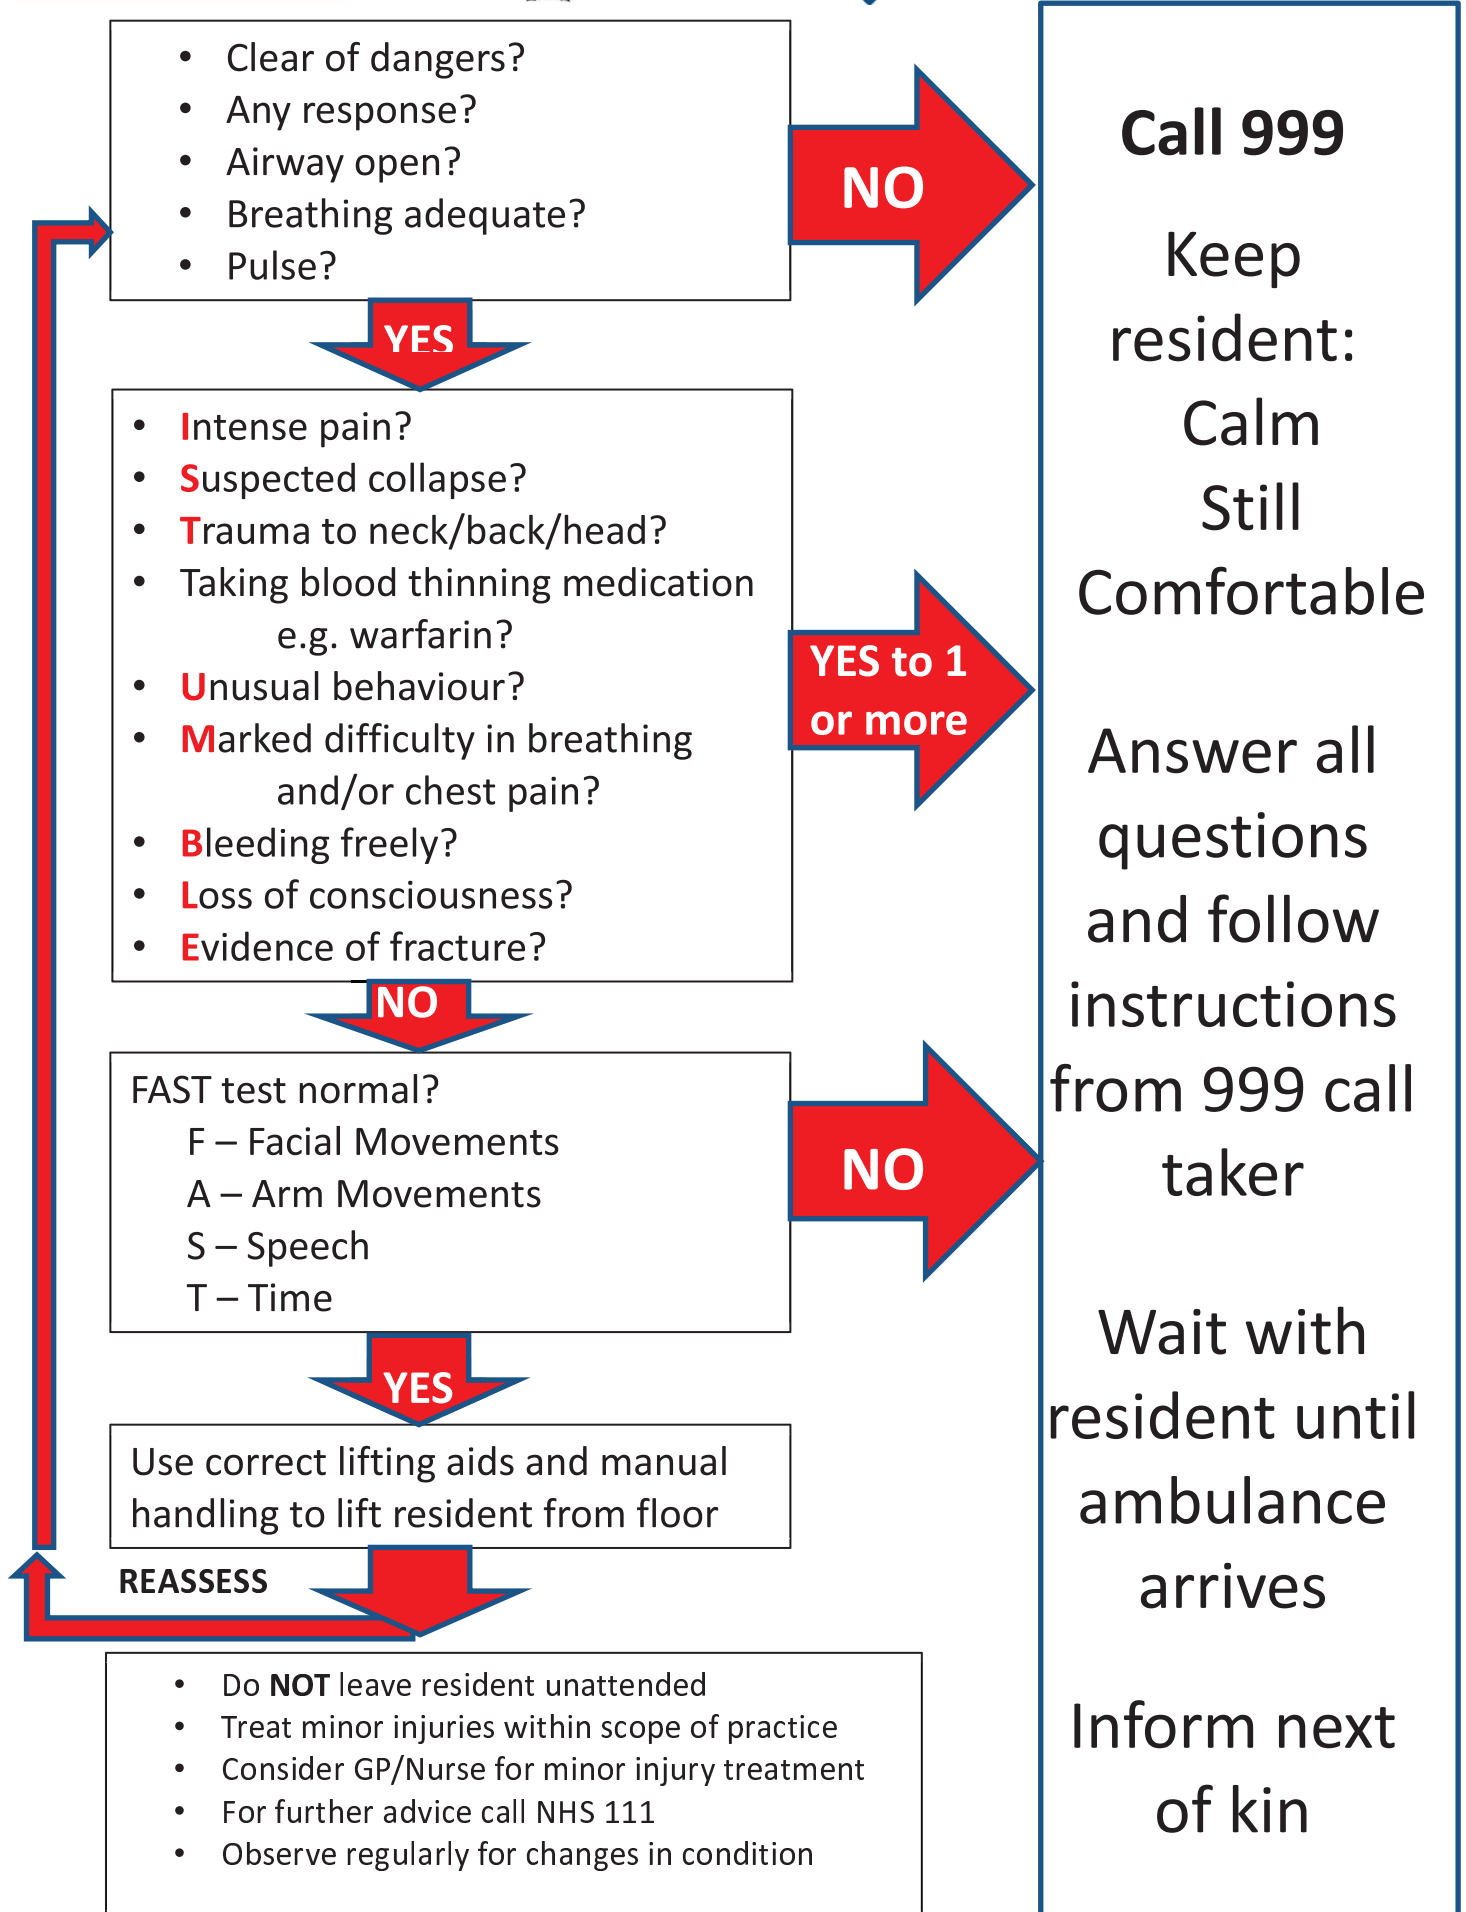 • Clear of dangers?
• Any response?
• Airway open?
• Breathing adequate?
• Pulse?
NO
YES
• Intense pain?
• Suspected collapse?
• Trauma to neck/back/head?
• Taking blood thinning medication
e.g. warfarin?
• Unusual behaviour?
• Marked difficulty in breathing
and/or chest pain?
• Bleeding freely?
• Loss of consciousness?
• Evidence of fracture?
YES to 1
or more
NO
FAST test normal?
F – Facial Movements
A – Arm Movements
S – Speech
T – Time
NO
YES
Use correct lifting aids and manual
handling to lift resident from floor
REASSESS
• Do NOT leave resident unattended
• Treat minor injuries within scope of practice
• Consider GP/Nurse for minor injury treatment
• For further advice call NHS 111
• Observe regularly for changes in condition
Call 999
Keep
resident:
Calm
Still
Comfortable
Answer all
questions
and follow
instructions
from 999 call
taker
Wait with
resident until
ambulance
arrives
Inform next
of kin